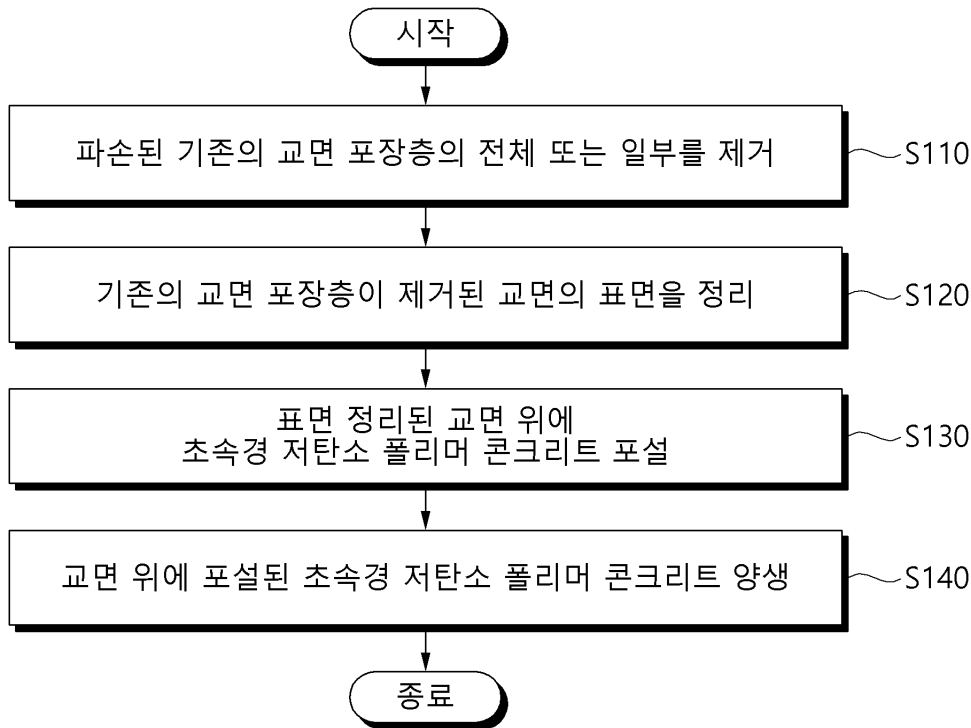 시작
파손된 기존의 교면 포장층의 전체 또는 일부를 제거
S110
기존의 교면 포장층이 제거된 교면의 표면을 정리
S120
표면 정리된 교면 위에
초속경 저탄소 폴리머 콘크리트 포설
S130
교면 위에 포설된 초속경 저탄소 폴리머 콘크리트 양생
S140
종료